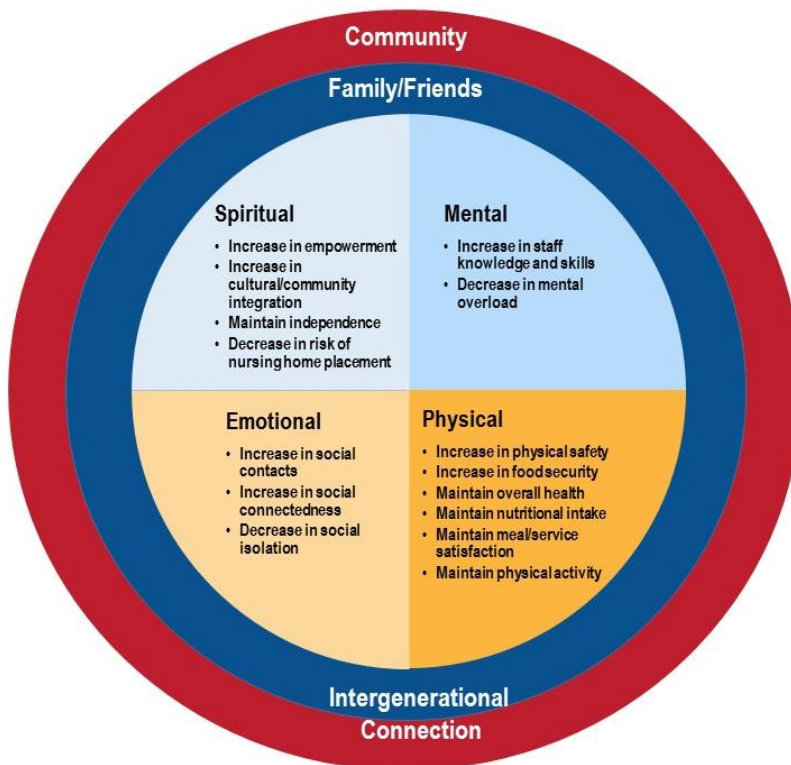 Community
Family/Friends
Spiritual
• Increase in empowerment
• Increase in
cultural/community
integration
• Maintain independence
• Decrease in risk of
nursing home placement
Mental
• Increase in staff
knowledge and skills
• Decrease in mental
overload
Emotional
• Increase in social
contacts
• Increase in social
connectedness
• Decrease in social
isolation
Physical
• Increase in physical safety
• Increase in food security
• Maintain overall health
• Maintain nutritional intake
• Maintain meal/service
satisfaction
• Maintain physical activity
Intergenerational
Connection